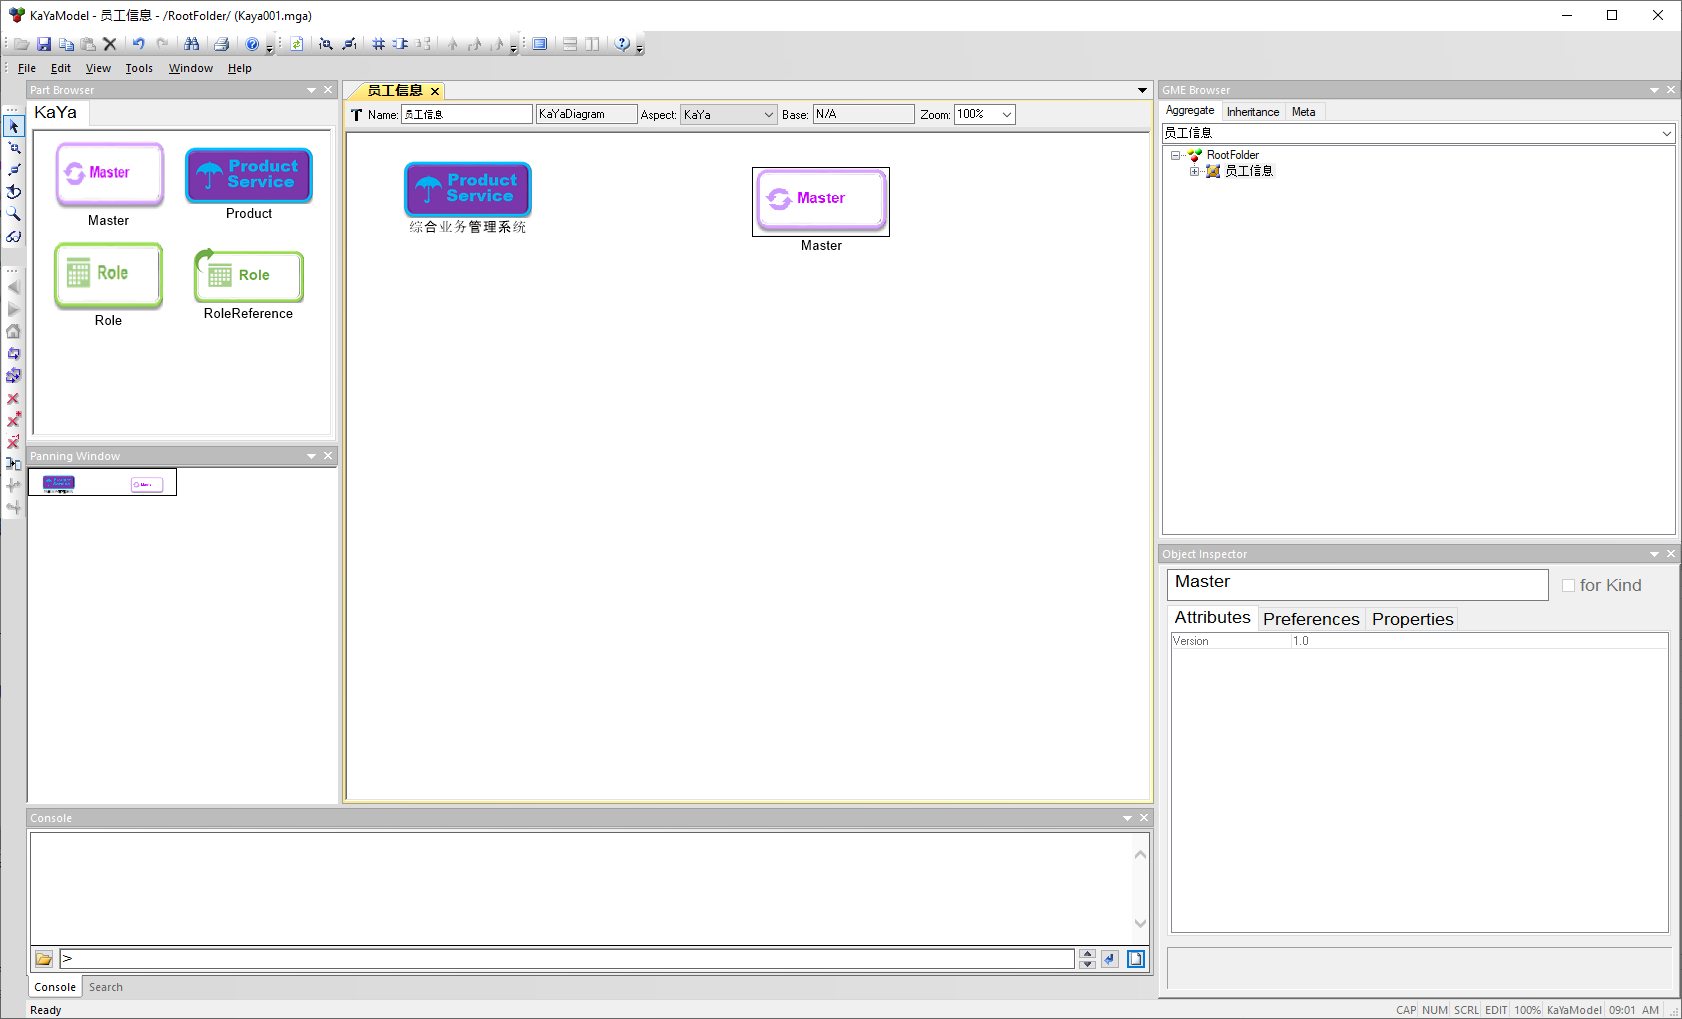 KaYaModel - 员工信息 - /RootFolder/ (Kaya001.mga)
File Edit View Tools Window Help
Part Browser
KaYa
Master
Master
Product Service
Product
Role
Role
Role
RoleReference
Panning Window
员工信息
Name: 员工信息 KaYaDiagram Aspect: KaYa Base: N/A Zoom: 100%
Product Service
综合业务管理系统
Master
Master
GME Browser
Aggregate Inheritance Meta
员工信息
RootFolder
员工信息
Object Inspector
Master for Kind
Attributes Preferences Properties
Version 1.0
Console
>
Console Search
Ready CAP NUM SCRL EDIT 100% KaYaModel 09:01 AM